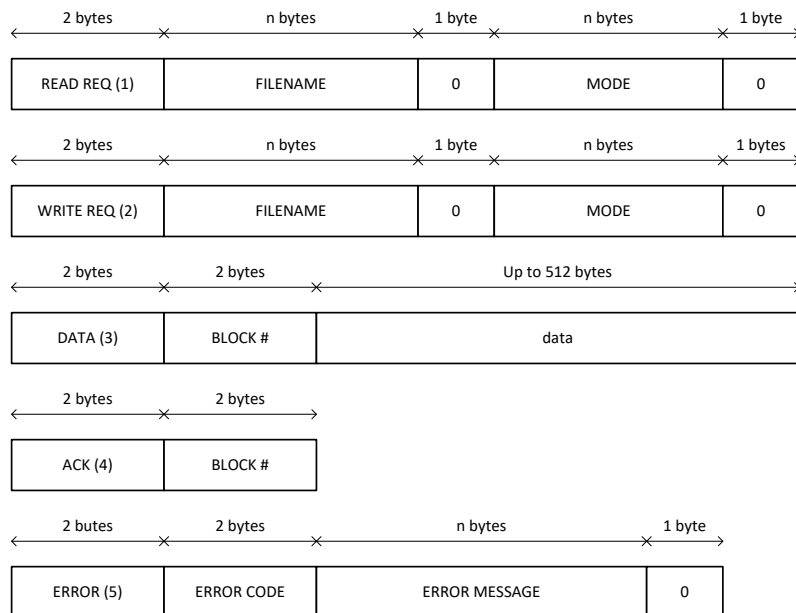 2 bytes n bytes 1 byte n bytes 1 byte
READ REQ (1) FILENAME 0 MODE 0
2 bytes n bytes 1 byte n bytes 1 bytes
WRITE REQ (2) FILENAME 0 MODE 0
2 bytes 2 bytes Up to 512 bytes
DATA (3) BLOCK # data
2 bytes 2 bytes
ACK (4) BLOCK #
2 butes 2 bytes n bytes 1 byte
ERROR (5) ERROR CODE ERROR MESSAGE 0